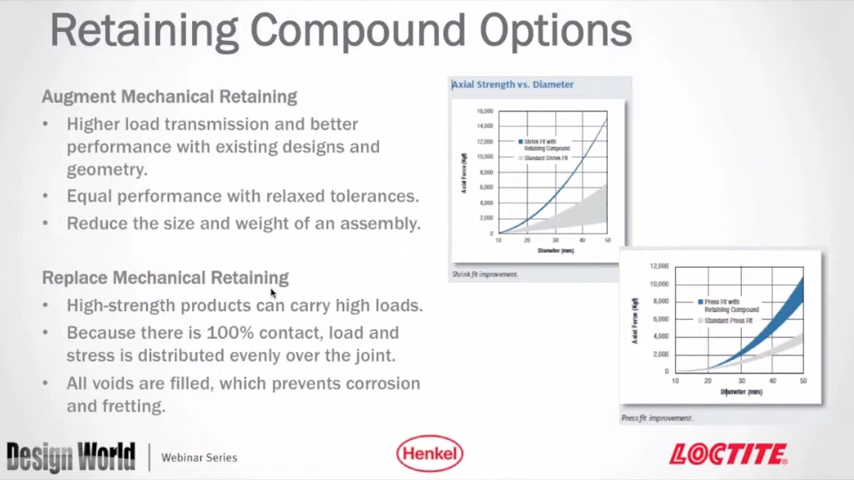 Retaining Compound Options
Augment Mechanical Retaining
• Higher load transmission and better
performance with existing designs and
geometry.
• Equal performance with relaxed tolerances.
• Reduce the size and weight of an assembly.
Replace Mechanical Retaining
• High-strength products can carry high loads.
• Because there is 100% contact, load and
stress is distributed evenly over the joint.
• All voids are filled, which prevents corrosion
and fretting.
Axial Strength vs. Diameter
16,000
14,000
12,000
10,000
8,000
6,000
4,000
2,000
0
Axial Force (Kgf)
Shrink Fit with
Retaining Compound
Standard Shrink Fit
10 20 30 40 50
Diameter (mm)
Shrink fit improvement.
12,000
10,000
8,000
6,000
4,000
2,000
0
Axial Force (Kgf)
Press Fit with
Retaining Compound
Standard Press Fit
10 20 30 40 50
Diameter (mm)
Press fit improvement.
Design World
Webinar Series
Henkel
LOCTITE®